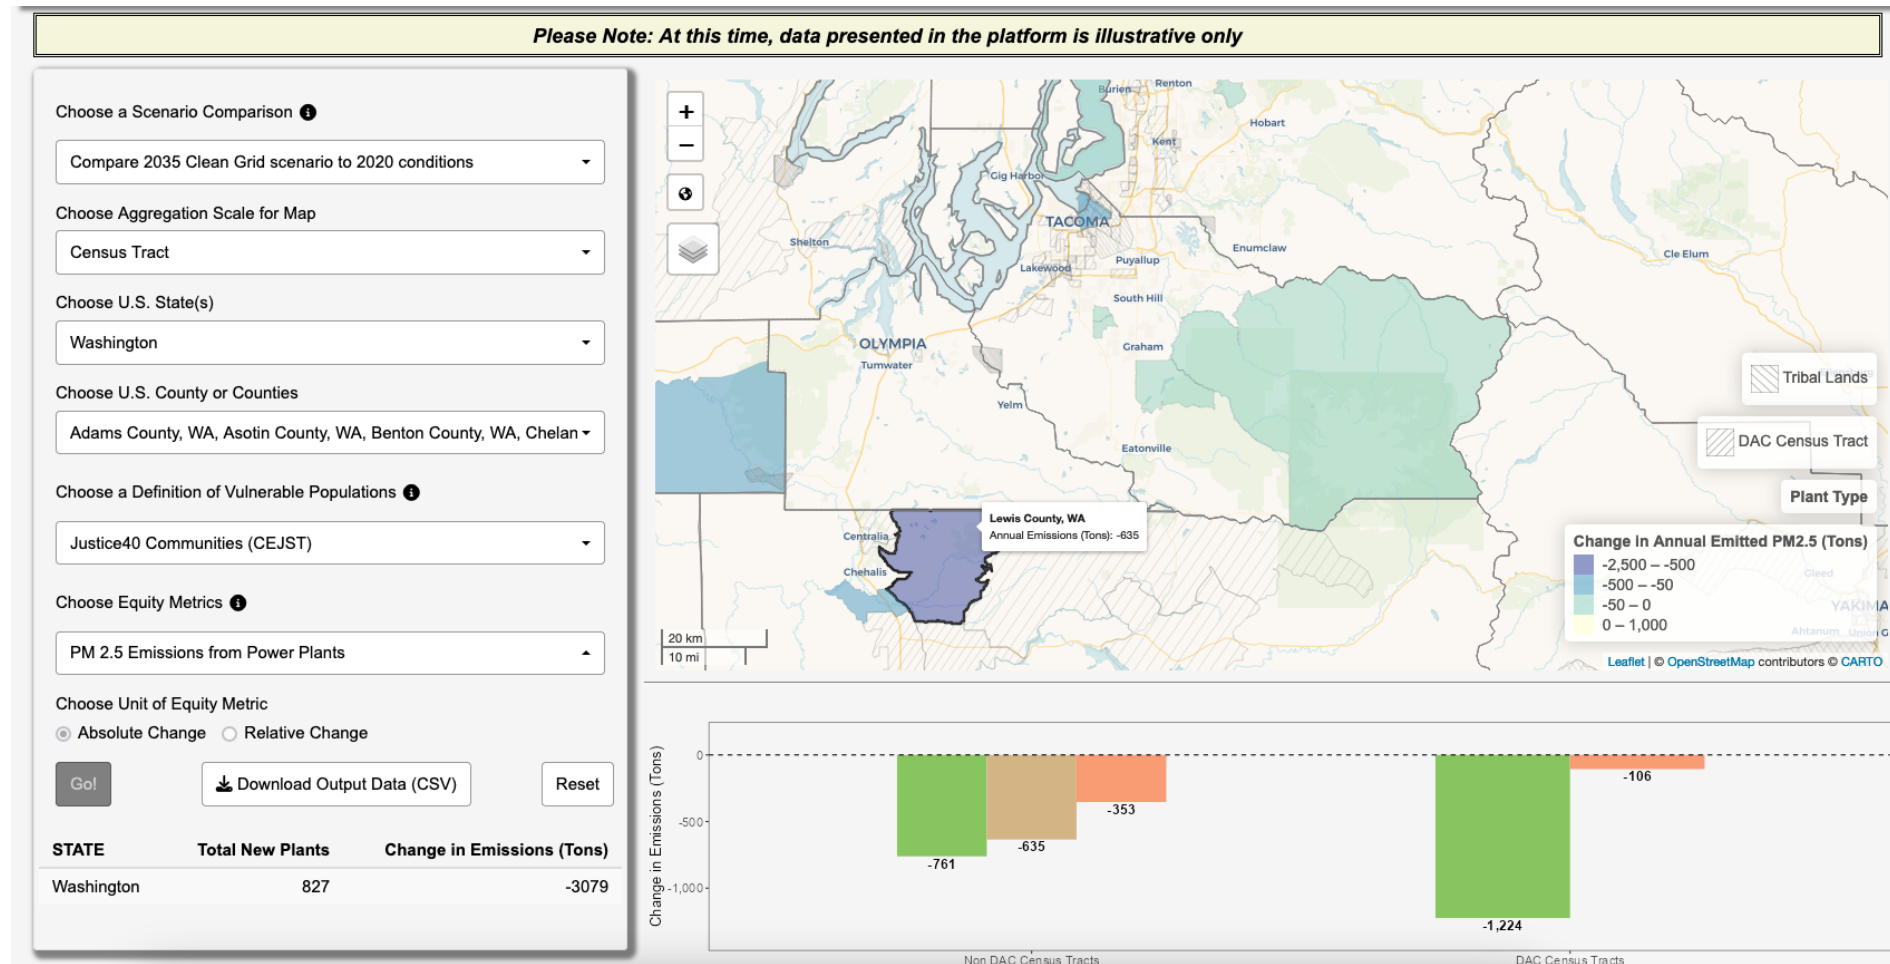 Please Note: At this time, data presented in the platform is illustrative only
Choose a Scenario Comparison
Compare 2035 Clean Grid scenario to 2020 conditions
Choose Aggregation Scale for Map
Census Tract
Choose U.S. State(s)
Washington
Choose U.S. County or Counties
Adams County, WA, Asotin County, WA, Benton County, WA, Chelan
Choose a Definition of Vulnerable Populations
Justice40 Communities (CEJST)
Choose Equity Metrics
PM 2.5 Emissions from Power Plants
Choose Unit of Equity Metric
Absolute Change Relative Change
Go! Download Output Data (CSV) Reset
STATE Total New Plants Change in Emissions (Tons)
Washington 827 -3079
+
−
Burien
Renton
Hobart
Kent
Gig Harbor
TACOMA
Shelton
Enumclaw
Cle Elum
Lakewood
Puyallup
South Hill
OLYMPIA
Graham
Tumwater
Yelm
Eatonville
Centralia
Chehalis
Lewis County, WA
Annual Emissions (Tons): -635
20 km
10 mi
Tribal Lands
DAC Census Tract
Plant Type
Change in Annual Emitted PM2.5 (Tons)
-2,500 – -500
-500 – -50
-50 – 0
0 – 1,000
Gleed
YAKIMA
Ahtanum
Union G
Leaflet | © OpenStreetMap contributors © CARTO
Change in Emissions (Tons)
0
-500
-1,000
-761
-635
-353
-1,224
-106
Non DAC Census Tracts
DAC Census Tracts